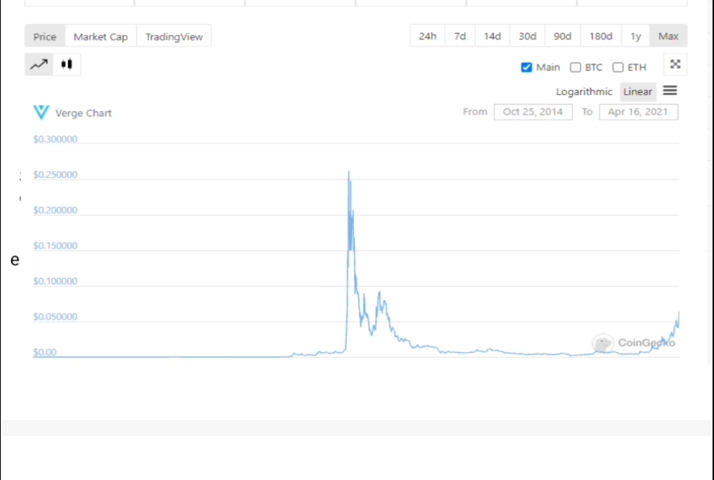 Price Market Cap TradingView 24h 7d 14d 30d 90d 180d 1y Max
Main BTC ETH
Logarithmic Linear
Verge Chart From Oct 25, 2014 To Apr 16, 2021
$0.300000
$0.250000
$0.200000
$0.150000
e
$0.100000
$0.050000
CoinGecko
$0.00